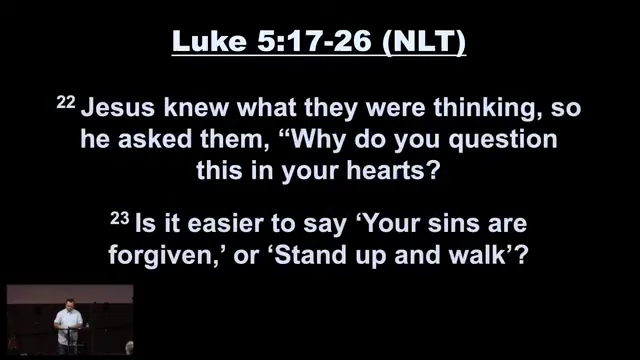 Luke 5:17-26 (NLT)
22 Jesus knew what they were thinking, so
he asked them, “Why do you question
this in your hearts?
23 Is it easier to say ‘Your sins are
forgiven,’ or ‘Stand up and walk’?